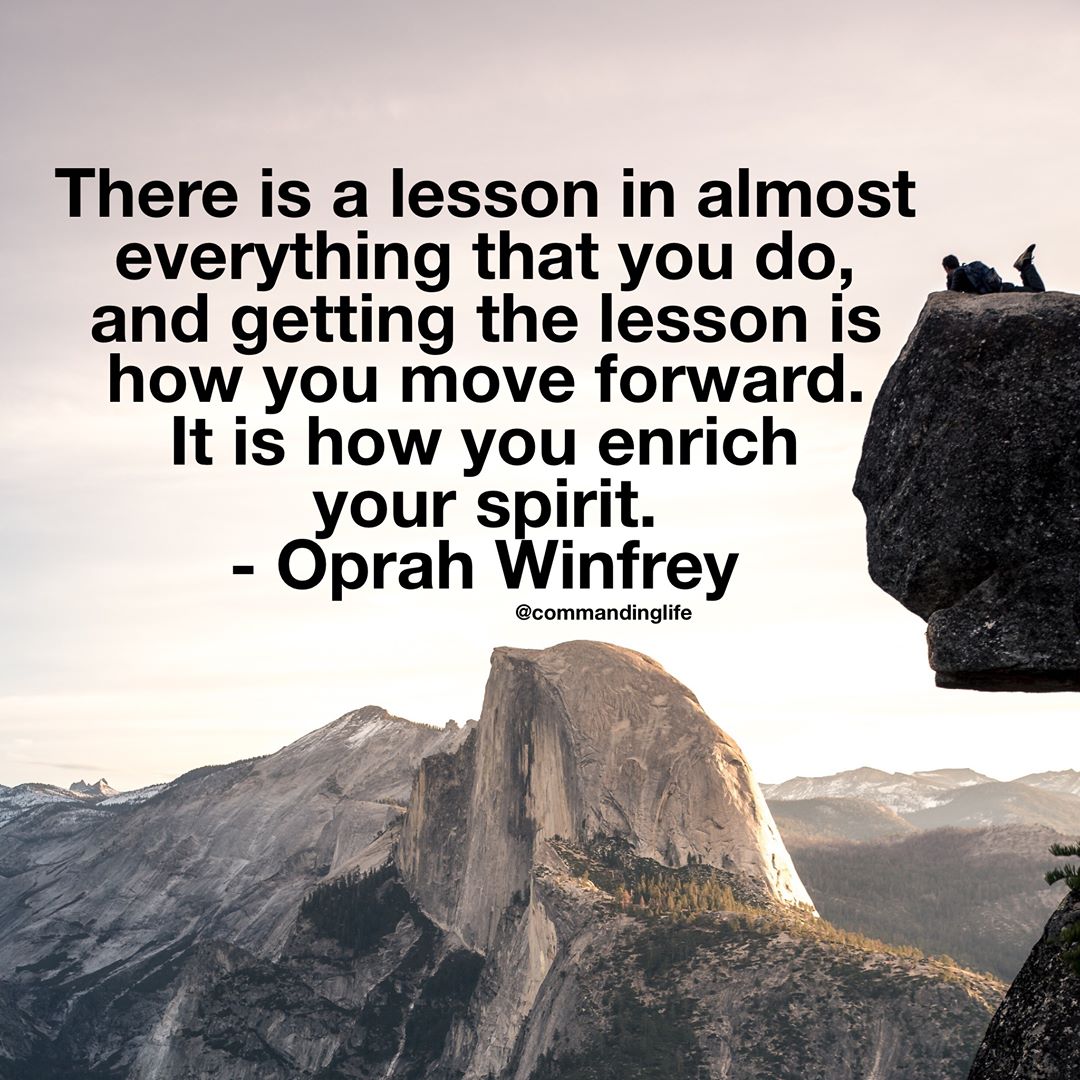 There is a lesson in almost
everything that you do,
and getting the lesson is
how you move forward.
It is how you enrich
your spirit.
- Oprah Winfrey
@commandinglife